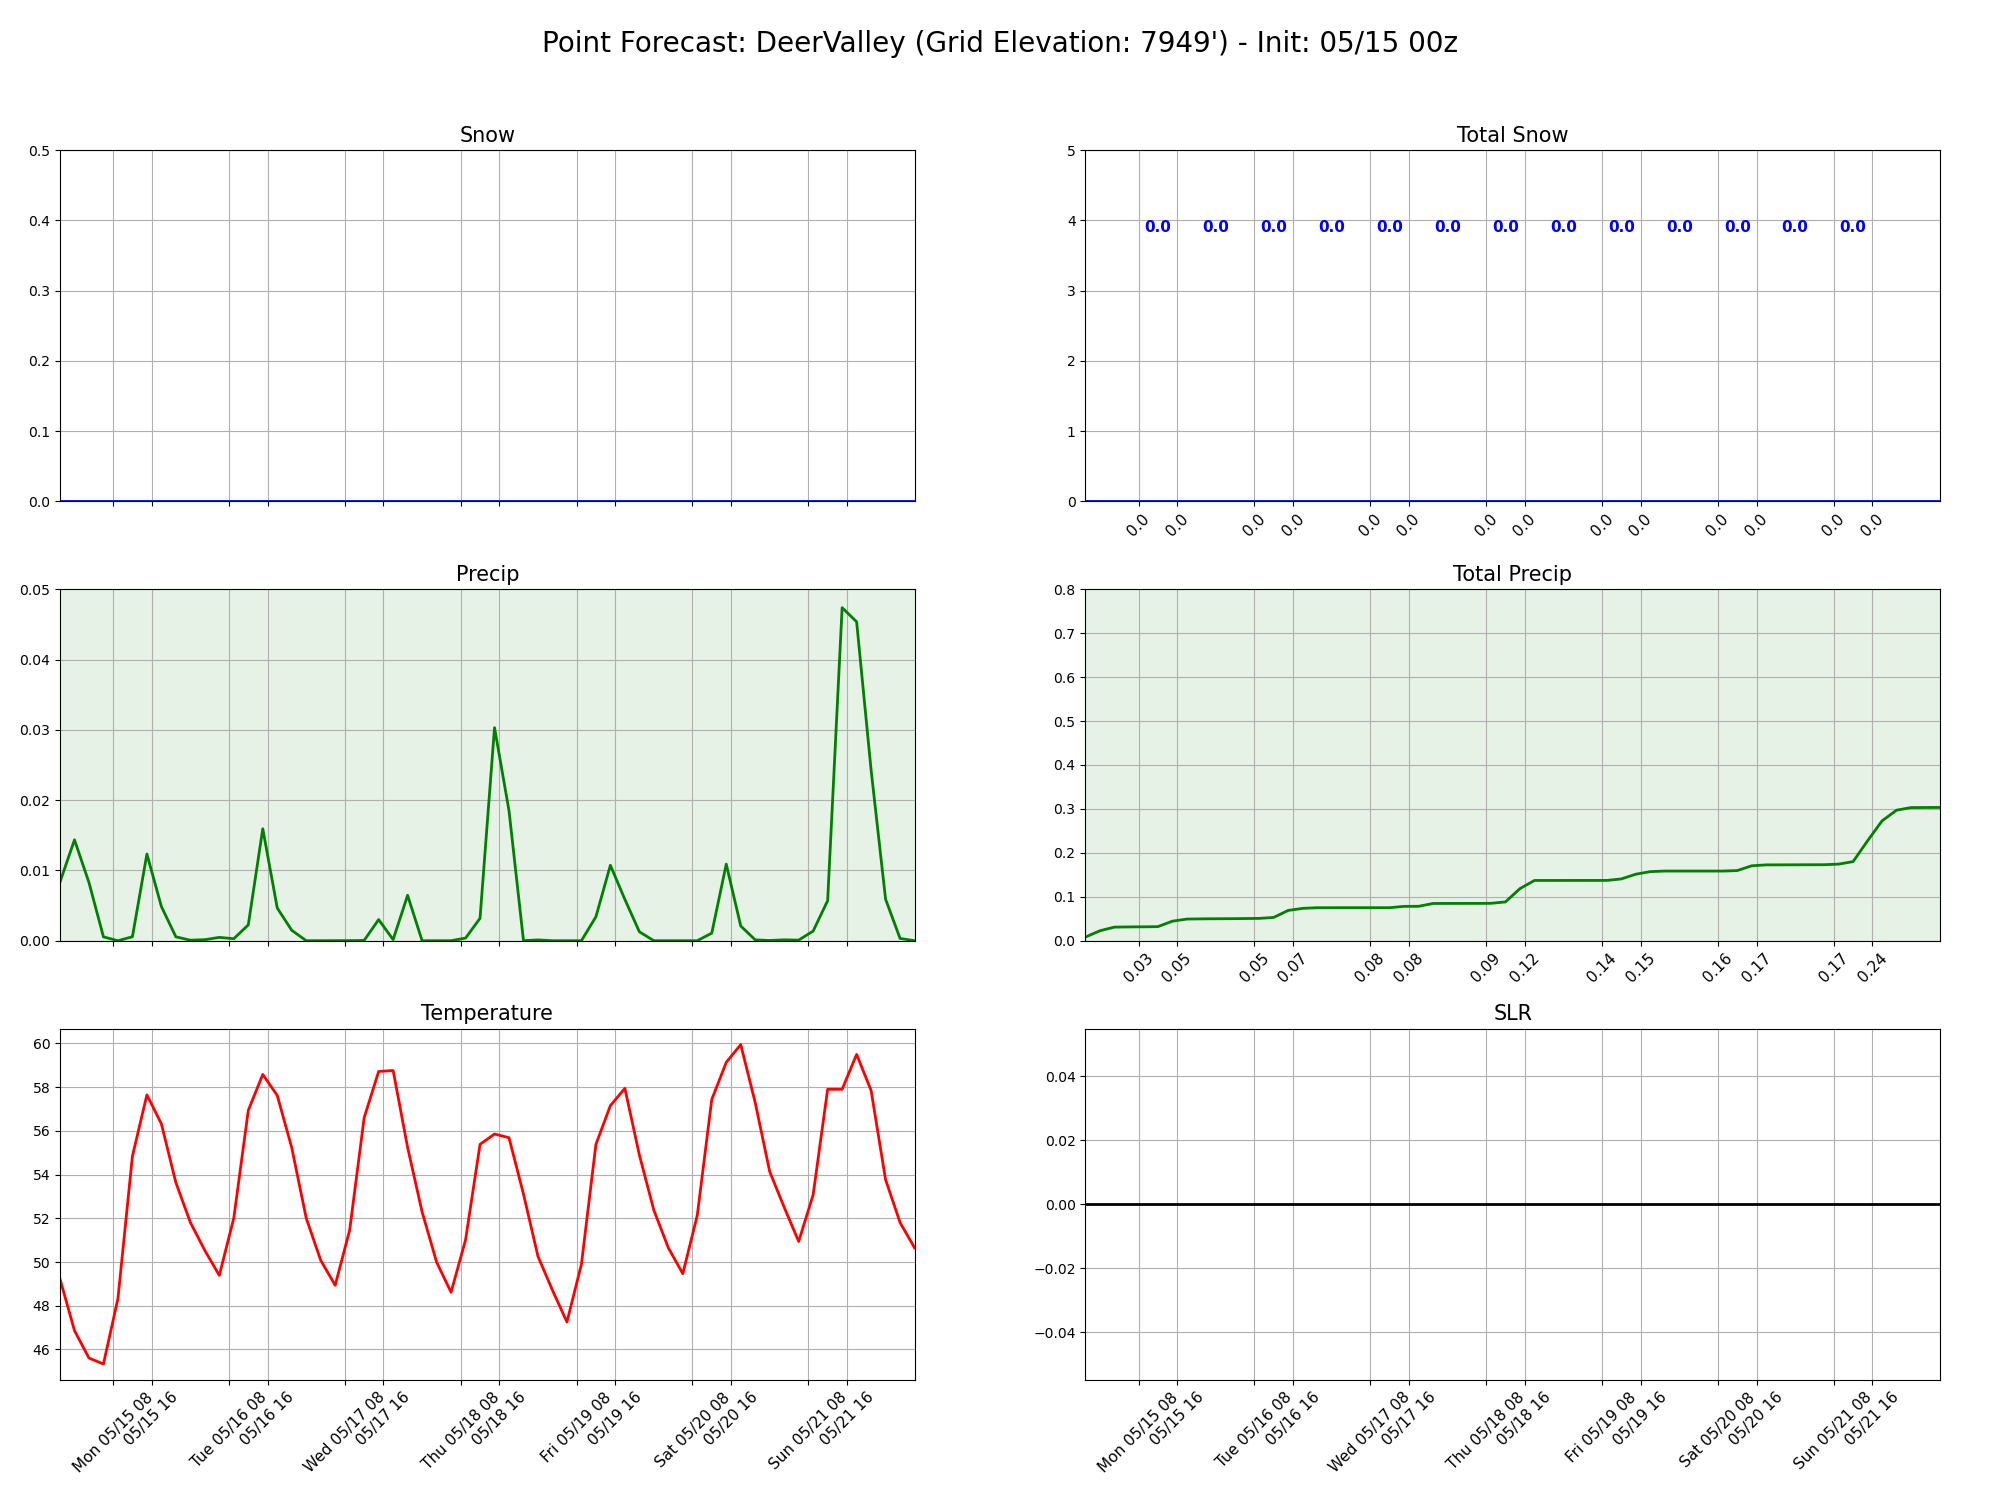 Point Forecast: DeerValley (Grid Elevation: 7949') - Init: 05/15 00z
Snow
0.5
0.4
0.3
0.2
0.1
0.0
Total Snow
5
4
3
2
1
0
0.0 0.0 0.0 0.0 0.0 0.0 0.0 0.0 0.0 0.0 0.0 0.0 0.0
0.0 0.0 0.0 0.0 0.0 0.0 0.0 0.0 0.0 0.0 0.0 0.0 0.0 0.0
Precip
0.05
0.04
0.03
0.02
0.01
0.00
Total Precip
0.8
0.7
0.6
0.5
0.4
0.3
0.2
0.1
0.0
0.03 0.05 0.05 0.07 0.08 0.08 0.09 0.12 0.14 0.15 0.16 0.17 0.17 0.24
Temperature
60
58
56
54
52
50
48
46
Mon 05/15 08
05/15 16
Tue 05/16 08
05/16 16
Wed 05/17 08
05/17 16
Thu 05/18 08
05/18 16
Fri 05/19 08
05/19 16
Sat 05/20 08
05/20 16
Sun 05/21 08
05/21 16
SLR
0.04
0.02
0.00
−0.02
−0.04
Mon 05/15 08
05/15 16
Tue 05/16 08
05/16 16
Wed 05/17 08
05/17 16
Thu 05/18 08
05/18 16
Fri 05/19 08
05/19 16
Sat 05/20 08
05/20 16
Sun 05/21 08
05/21 16